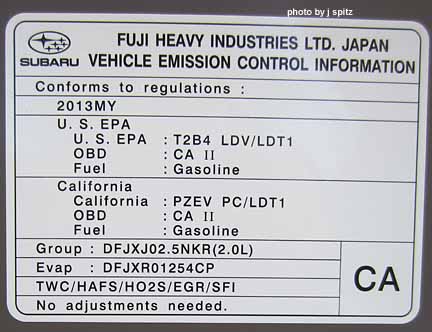 photo by j spitz
FUJI HEAVY INDUSTRIES LTD. JAPAN
SUBARU VEHICLE EMISSION CONTROL INFORMATION
Conforms to regulations :
2013MY
U. S. EPA
U. S. EPA : T2B4 LDV/LDT1
OBD : CA II
Fuel : Gasoline
California
California : PZEV PC/LDT1
OBD : CA II
Fuel : Gasoline
Group : DFJXJ02.5NKR(2.0L)
Evap : DFJXR01254CP
TWC/HAFS/HO2S/EGR/SFI
No adjustments needed.
CA